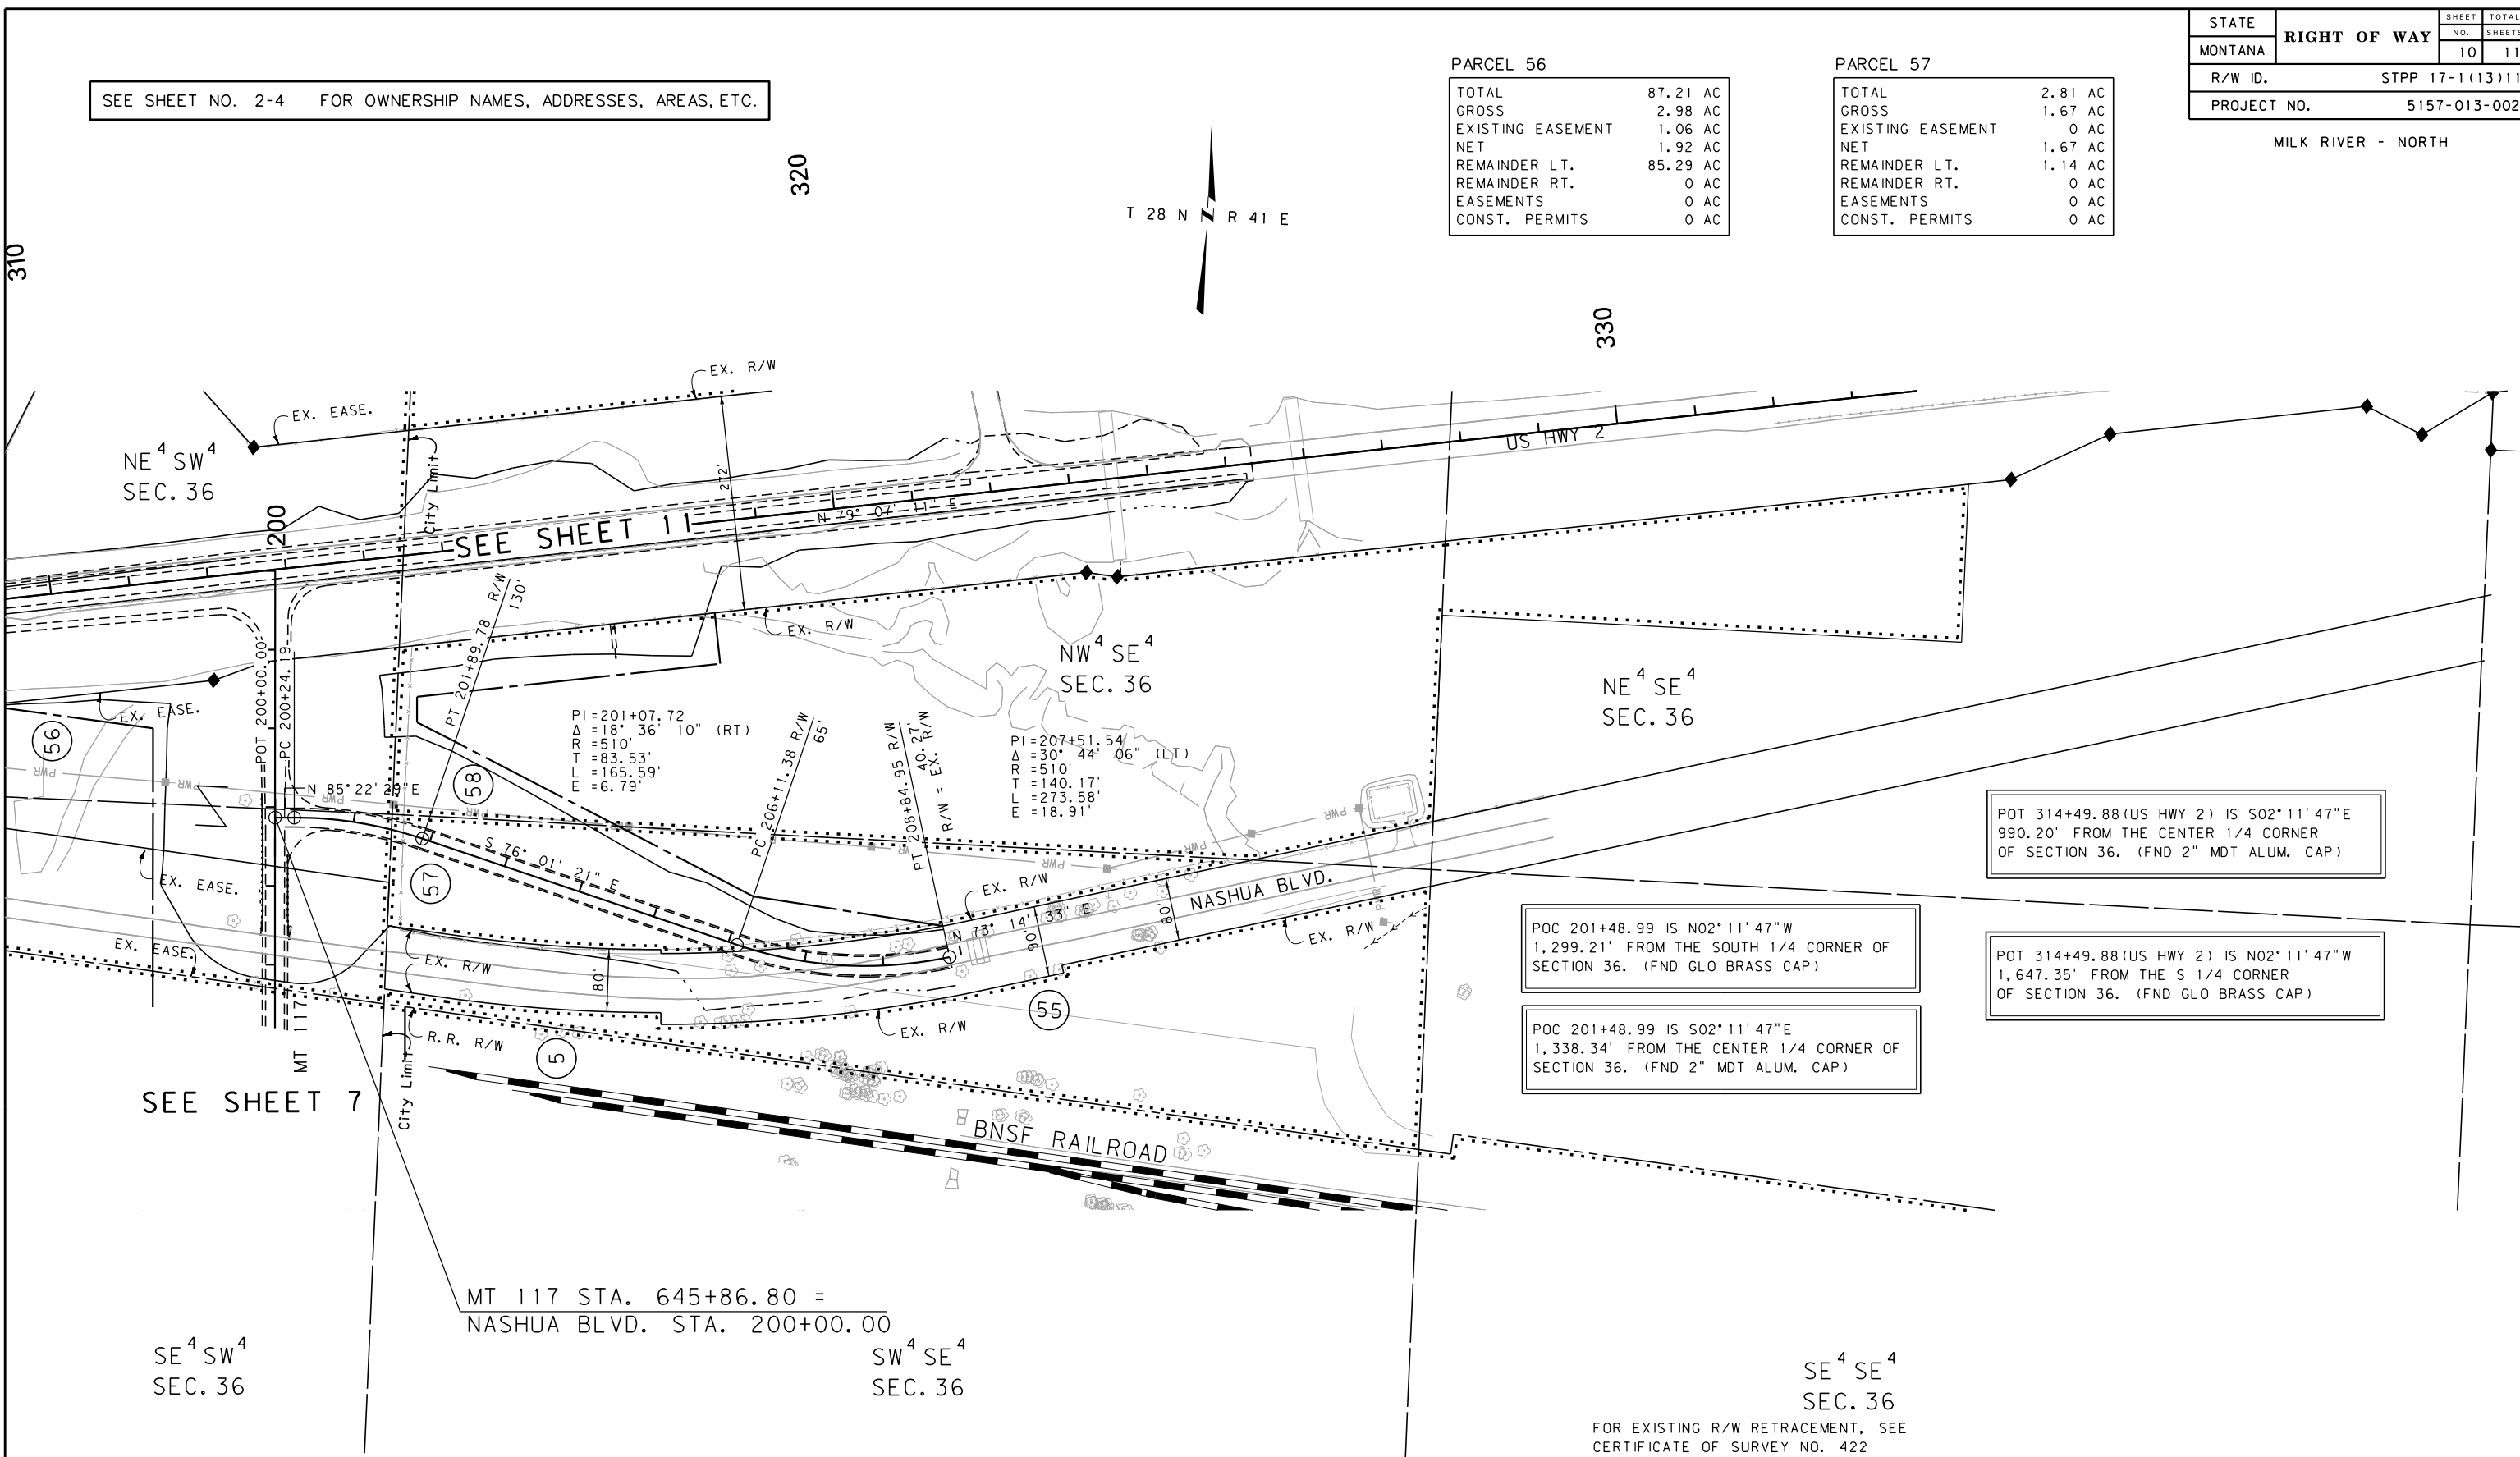 STATE
MONTANA
RIGHT OF WAY
SHEET NO.
TOTAL SHEETS
10
11
R/W ID.
STPP 17-1(13)11
PROJECT NO.
5157-013-002
MILK RIVER - NORTH
SEE SHEET NO. 2-4 FOR OWNERSHIP NAMES, ADDRESSES, AREAS, ETC.
PARCEL 56
TOTAL 87.21 AC
GROSS 2.98 AC
EXISTING EASEMENT 1.06 AC
NET 1.92 AC
REMAINDER LT. 85.29 AC
REMAINDER RT. 0 AC
EASEMENTS 0 AC
CONST. PERMITS 0 AC
PARCEL 57
TOTAL 2.81 AC
GROSS 1.67 AC
EXISTING EASEMENT 0 AC
NET 1.67 AC
REMAINDER LT. 1.14 AC
REMAINDER RT. 0 AC
EASEMENTS 0 AC
CONST. PERMITS 0 AC
310
320
330
T 28 N N R 41 E
EX. R/W
EX. EASE.
NE⁴SW⁴
SEC. 36
City Limit
272'
US HWY 2
200
SEE SHEET 11
N 79° 07' 11" E
PT 201+89.78 R/W
130'
EX. R/W
NW⁴SE⁴
SEC. 36
NE⁴SE⁴
SEC. 36
POT 200+00.00
PC 200+24.19
EX. EASE.
56
PWR
PWR
N 85°22'29"E
PWR
58
PWR
PI=201+07.72
Δ =18° 36' 10" (RT)
R =510'
T =83.53'
L =165.59'
E =6.79'
PC 206+11.38 R/W
65'
PT 208+84.95 R/W
40.27'
R/W = EX. R/W
PI=207+51.54
Δ =30° 44' 06" (LT)
R =510'
T =140.17'
L =273.58'
E =18.91'
PWR
PWR
PWR
POT 314+49.88(US HWY 2) IS S02°11'47"E
990.20' FROM THE CENTER 1/4 CORNER
OF SECTION 36. (FND 2" MDT ALUM. CAP)
S 76° 01' 21" E
57
EX. EASE.
EX. R/W
NASHUA BLVD.
N 73° 14' 33" E
90'
80'
EX. R/W
EX. EASE.
EX. R/W
80'
55
EX. R/W
POC 201+48.99 IS N02°11'47"W
1,299.21' FROM THE SOUTH 1/4 CORNER OF
SECTION 36. (FND GLO BRASS CAP)
POT 314+49.88(US HWY 2) IS N02°11'47"W
1,647.35' FROM THE S 1/4 CORNER
OF SECTION 36. (FND GLO BRASS CAP)
POC 201+48.99 IS S02°11'47"E
1,338.34' FROM THE CENTER 1/4 CORNER OF
SECTION 36. (FND 2" MDT ALUM. CAP)
MT 117
R.R. R/W
5
City Limit
SEE SHEET 7
BNSF RAILROAD
MT 117 STA. 645+86.80 =
NASHUA BLVD. STA. 200+00.00
SE⁴SW⁴
SEC. 36
SW⁴SE⁴
SEC. 36
SE⁴SE⁴
SEC. 36
FOR EXISTING R/W RETRACEMENT, SEE
CERTIFICATE OF SURVEY NO. 422